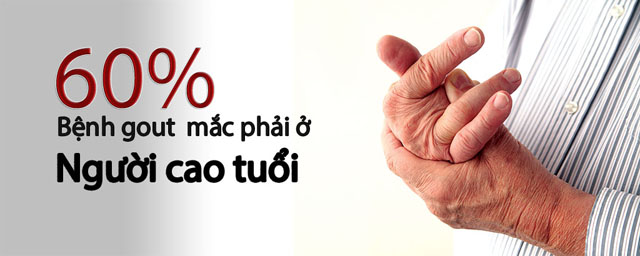 60%
Bệnh gout mắc phải ở
Người cao tuổi